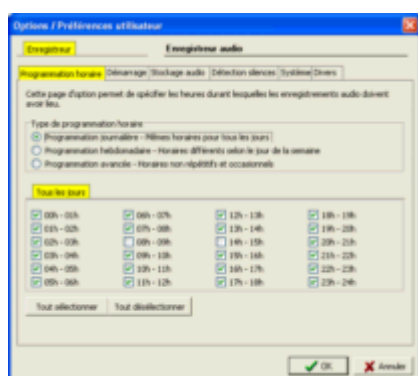 Options / Préférences utilisateur
Enregistreur Enregistreur audio
Programmation horaire Démarrage Stockage audio Détection silences Système Divers
Cette page d'option permet de spécifier les heures durant lesquelles les enregistrements audio doivent
avoir lieu.
Type de programmation horaire
Programmation journalière - Mêmes horaires pour tous les jours
Programmation hebdomadaire - Horaires différents selon le jour de la semaine
Programmation avancée - Horaires non répétitifs et occasionnels
Tous les jours
00h - 01h 06h - 07h 12h - 13h 18h - 19h
01h - 02h 07h - 08h 13h - 14h 19h - 20h
02h - 03h 08h - 09h 14h - 15h 20h - 21h
03h - 04h 09h - 10h 15h - 16h 21h - 22h
04h - 05h 10h - 11h 16h - 17h 22h - 23h
05h - 06h 11h - 12h 17h - 18h 23h - 24h
Tout sélectionner Tout désélectionner
OK Annuler